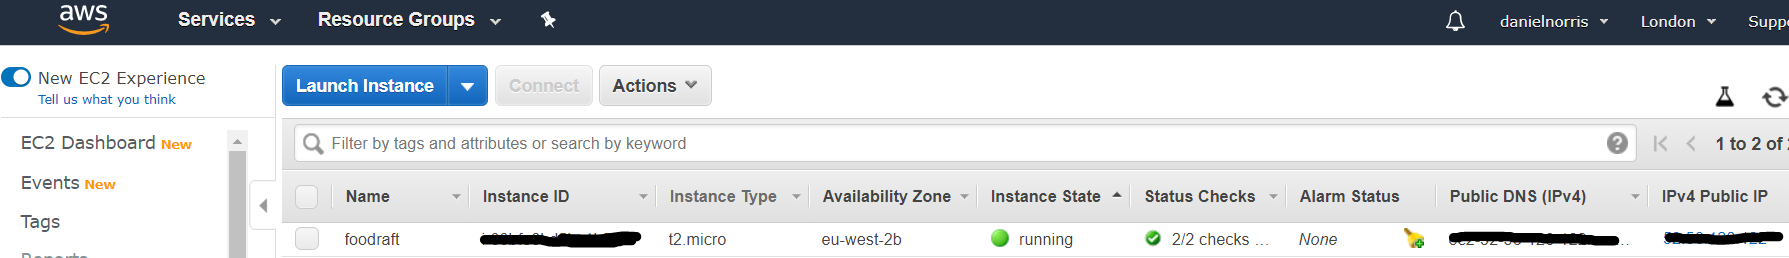 aws Services Resource Groups danielnorris London Supp
New EC2 Experience
Tell us what you think
Launch Instance Connect Actions
EC2 Dashboard New
Filter by tags and attributes or search by keyword 1 to 2 of
Events New
Name Instance ID Instance Type Availability Zone Instance State Status Checks Alarm Status Public DNS (IPv4) IPv4 Public IP
Tags
foodraft t2.micro eu-west-2b running 2/2 checks ... None
Reports